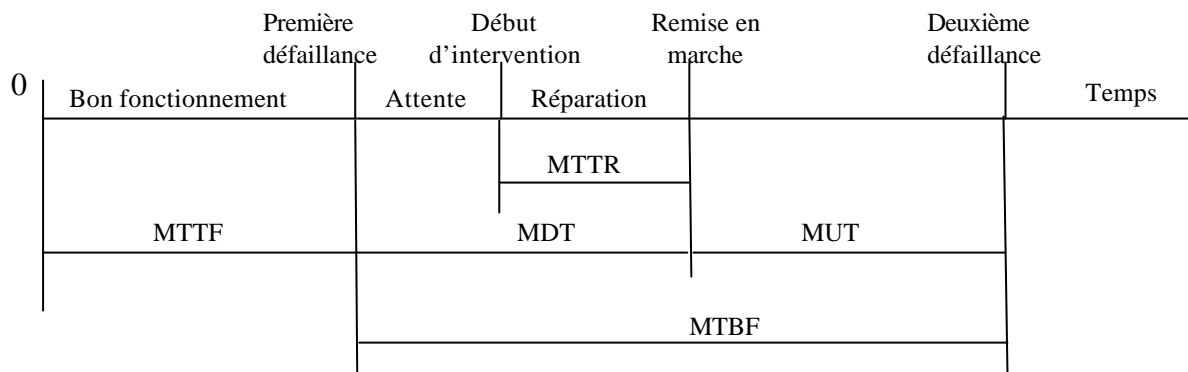 Première
défaillance
Début
d'intervention
Remise en
marche
Deuxième
défaillance
0
Bon fonctionnement
Attente
Réparation
Temps
MTTR
MTTF
MDT
MUT
MTBF